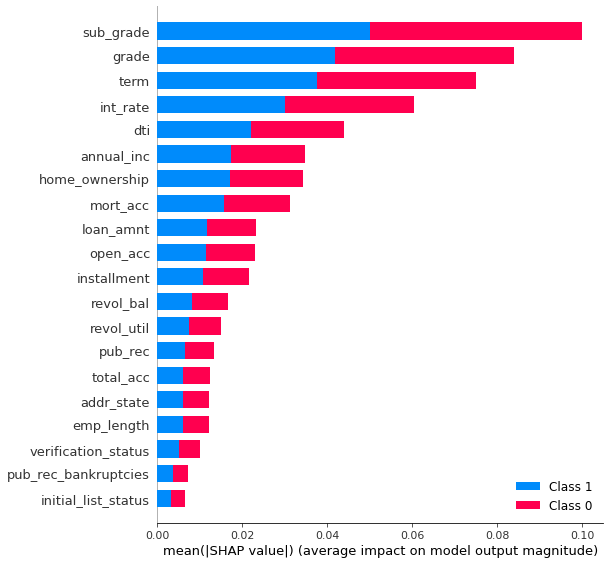 sub_grade
grade
term
int_rate
dti
annual_inc
home_ownership
mort_acc
loan_amnt
open_acc
installment
revol_bal
revol_util
pub_rec
total_acc
addr_state
emp_length
verification_status
pub_rec_bankruptcies
initial_list_status
Class 1
Class 0
0.00 0.02 0.04 0.06 0.08 0.10
mean(|SHAP value|) (average impact on model output magnitude)